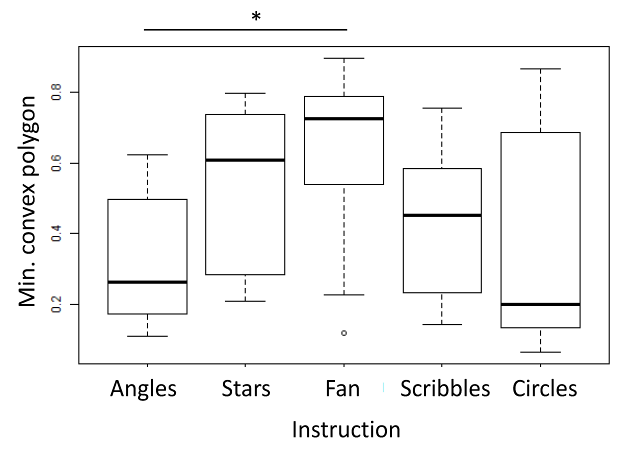 *
Min. convex polygon
0.8
0.6
0.4
0.2
Angles Stars Fan Scribbles Circles
Instruction